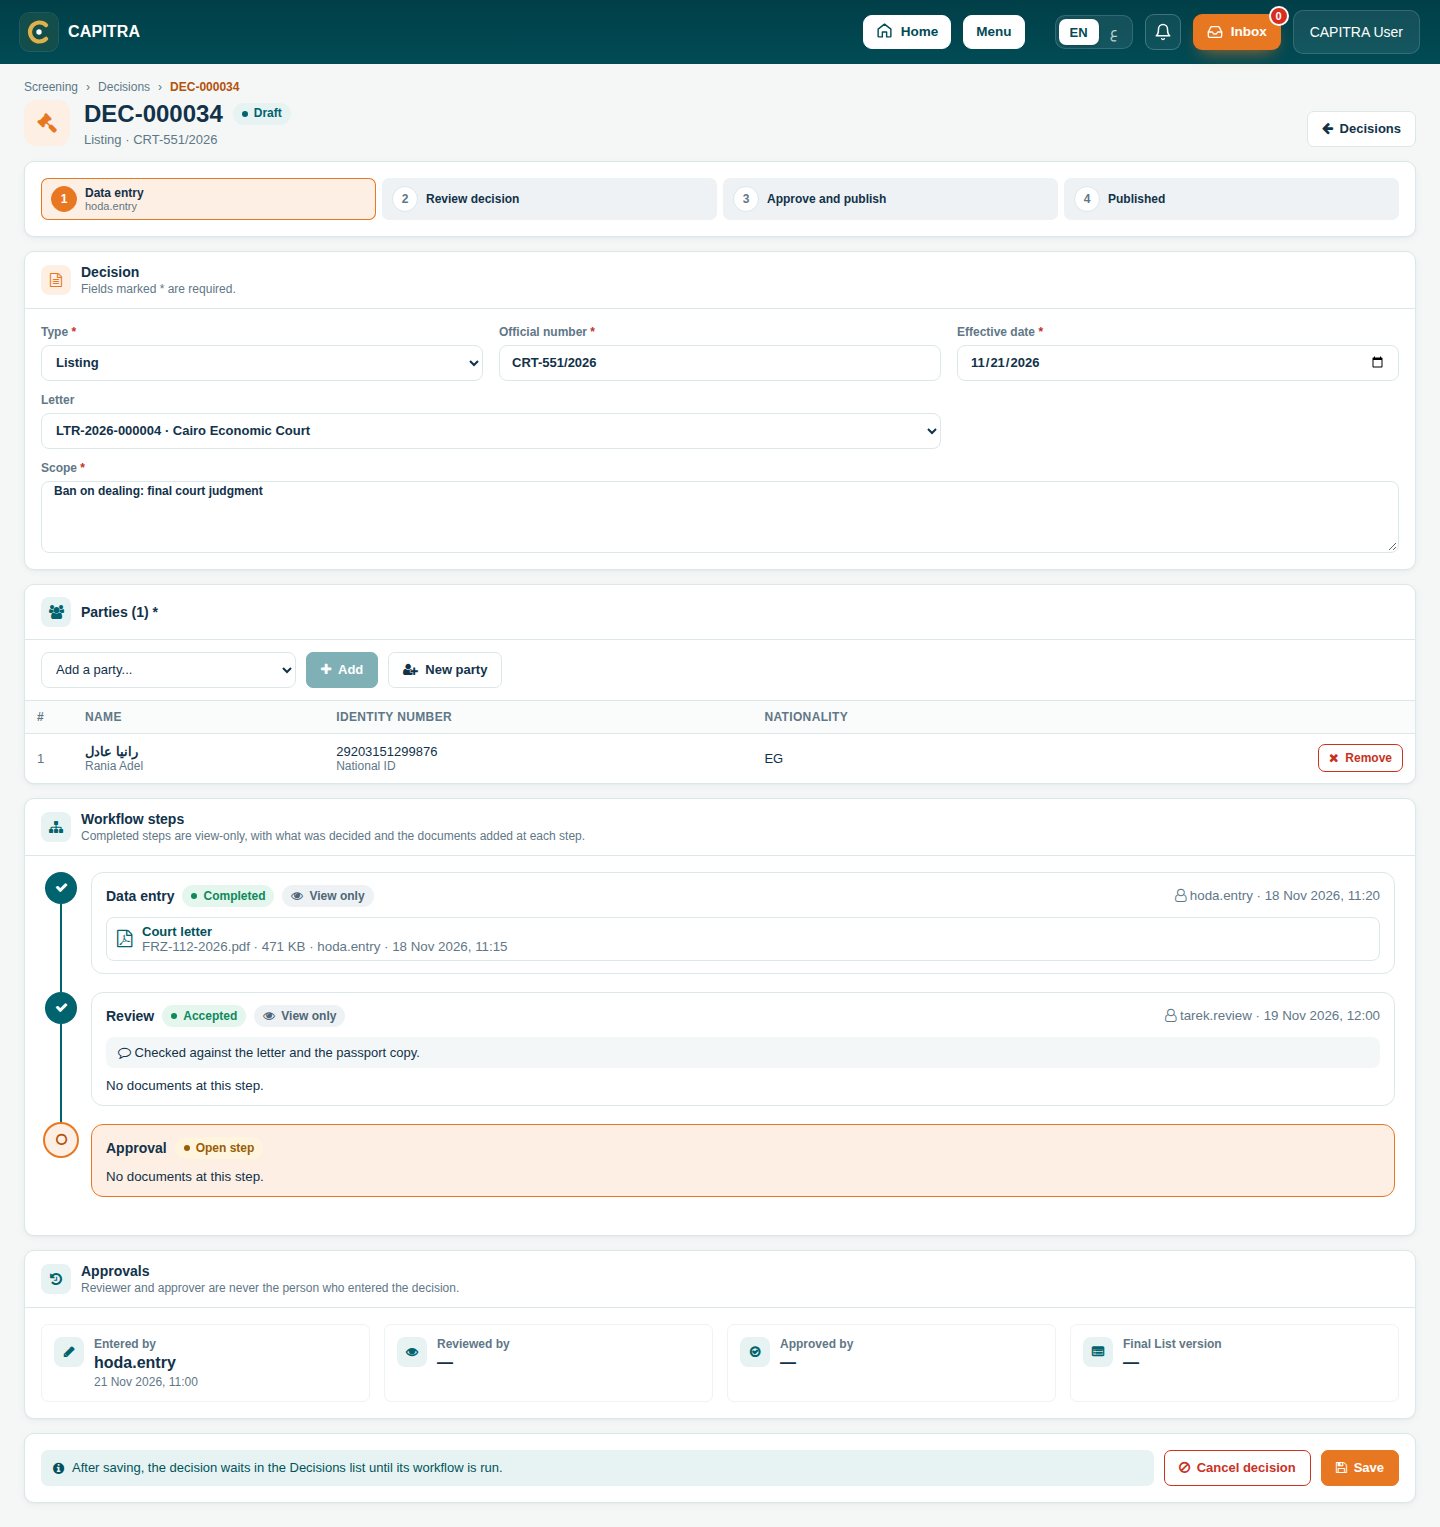 CAPITRA
Home
Menu
EN
ع
Inbox
0
CAPITRA User
Screening › Decisions › DEC-000034
DEC-000034
Draft
Listing · CRT-551/2026
Decisions
1 Data entry
hoda.entry
2 Review decision
3 Approve and publish
4 Published
Decision
Fields marked * are required.
Type *
Official number *
Effective date *
Listing
CRT-551/2026
11/21/2026
Letter
LTR-2026-000004 · Cairo Economic Court
Scope *
Ban on dealing: final court judgment
Parties (1) *
Add a party...
Add
New party
# NAME IDENTITY NUMBER NATIONALITY
1 رانيا عادل 29203151299876 EG Remove
Rania Adel National ID
Workflow steps
Completed steps are view-only, with what was decided and the documents added at each step.
Data entry Completed View only hoda.entry · 18 Nov 2026, 11:20
Court letter
FRZ-112-2026.pdf · 471 KB · hoda.entry · 18 Nov 2026, 11:15
Review Accepted View only tarek.review · 19 Nov 2026, 12:00
Checked against the letter and the passport copy.
No documents at this step.
Approval Open step
No documents at this step.
Approvals
Reviewer and approver are never the person who entered the decision.
Entered by
hoda.entry
21 Nov 2026, 11:00
Reviewed by
—
Approved by
—
Final List version
—
After saving, the decision waits in the Decisions list until its workflow is run.
Cancel decision
Save